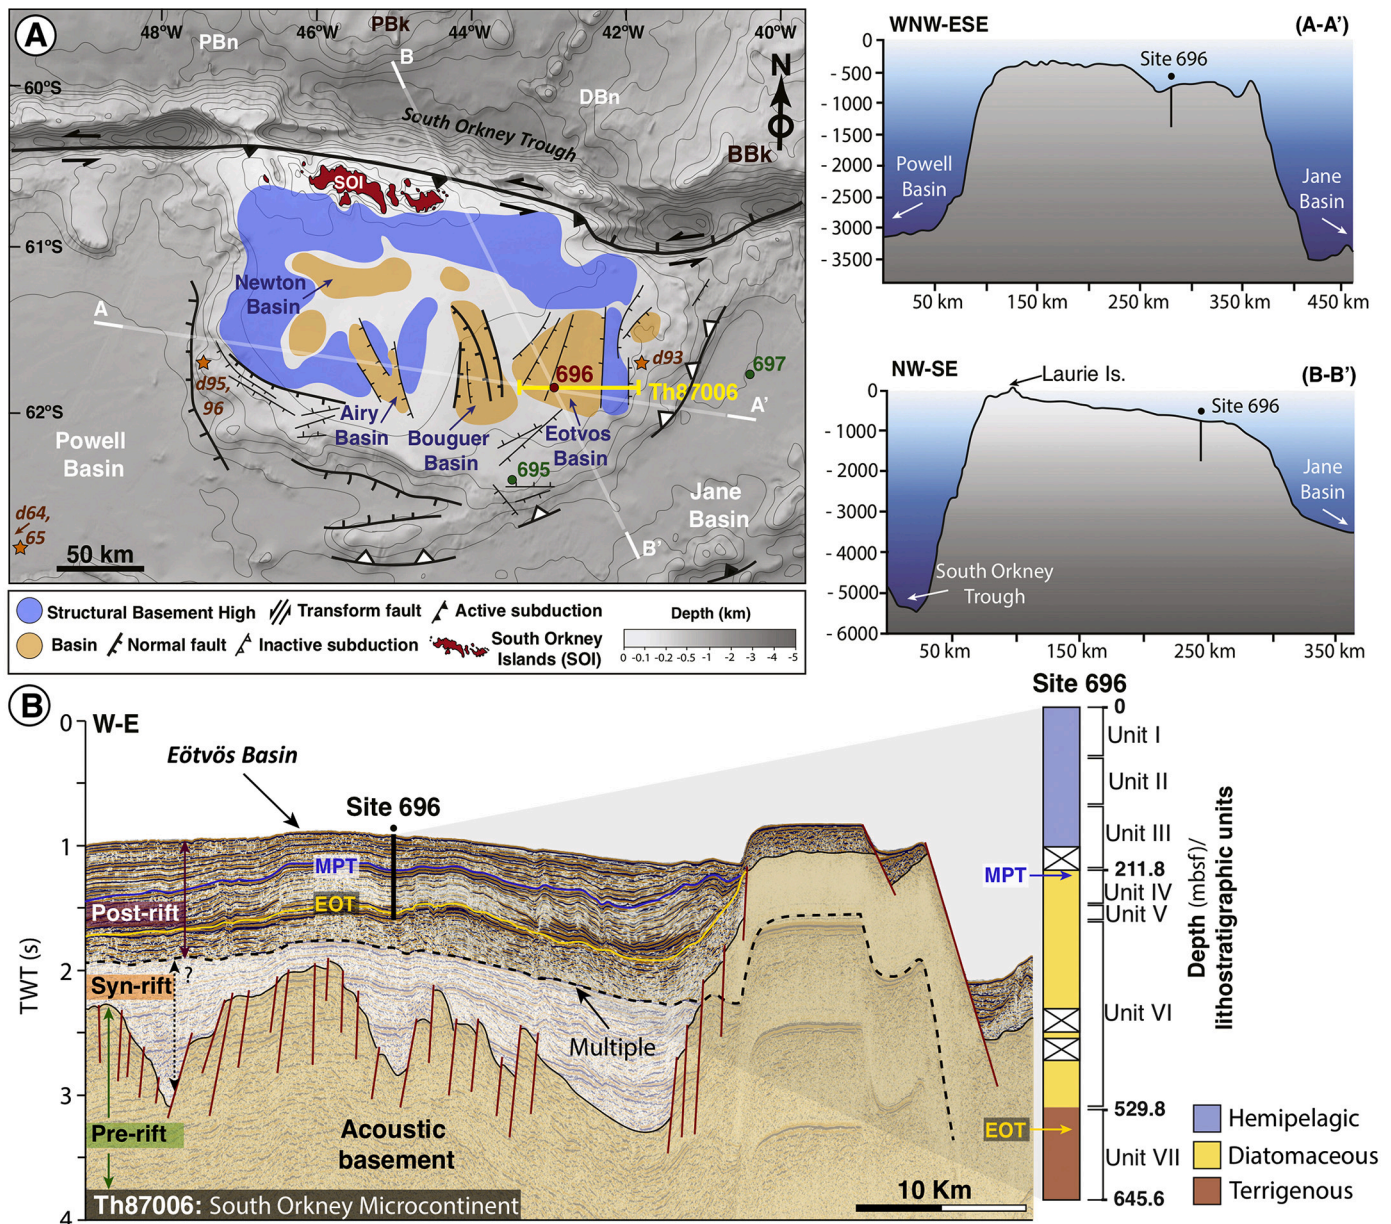 A
48°W
46°W
44°W
42°W
40°W
PBk
PBn
B
DBn
N
60°S
South Orkney Trough
BBk
SOI
61°S
Newton
Basin
A
d95,
96
d93
697
696
Th87006
A'
62°S
Airy
Basin
Bouguer
Basin
Eotvos
Basin
695
Powell
Basin
Jane
Basin
d64,
65
B'
50 km
Structural Basement High
Transform fault
Active subduction
Depth (km)
Basin
Normal fault
Inactive subduction
South Orkney
Islands (SOI)
0 -0.1 -0.2 -0.5 -1 -2 -3 -4 -5
WNW-ESE
(A-A')
0
- 500
- 1000
- 1500
- 2000
- 2500
- 3000
- 3500
Site 696
Powell
Basin
Jane
Basin
50 km
150 km
250 km
350 km
450 km
NW-SE
(B-B')
Laurie Is.
0
- 1000
- 2000
- 3000
- 4000
- 5000
- 6000
Site 696
Jane
Basin
South Orkney
Trough
50 km
150 km
250 km
350 km
B
W-E
0
1
2
3
4
TWT (s)
Eötvös Basin
Site 696
MPT
EOT
Post-rift
?
Syn-rift
Multiple
Pre-rift
Acoustic
basement
Th87006: South Orkney Microcontinent
10 Km
Site 696
0
Unit I
Unit II
Unit III
211.8
MPT
Unit IV
Unit V
Unit VI
529.8
EOT
Unit VII
645.6
Depth (mbsf)/
lithostratigraphic units
Hemipelagic
Diatomaceous
Terrigenous